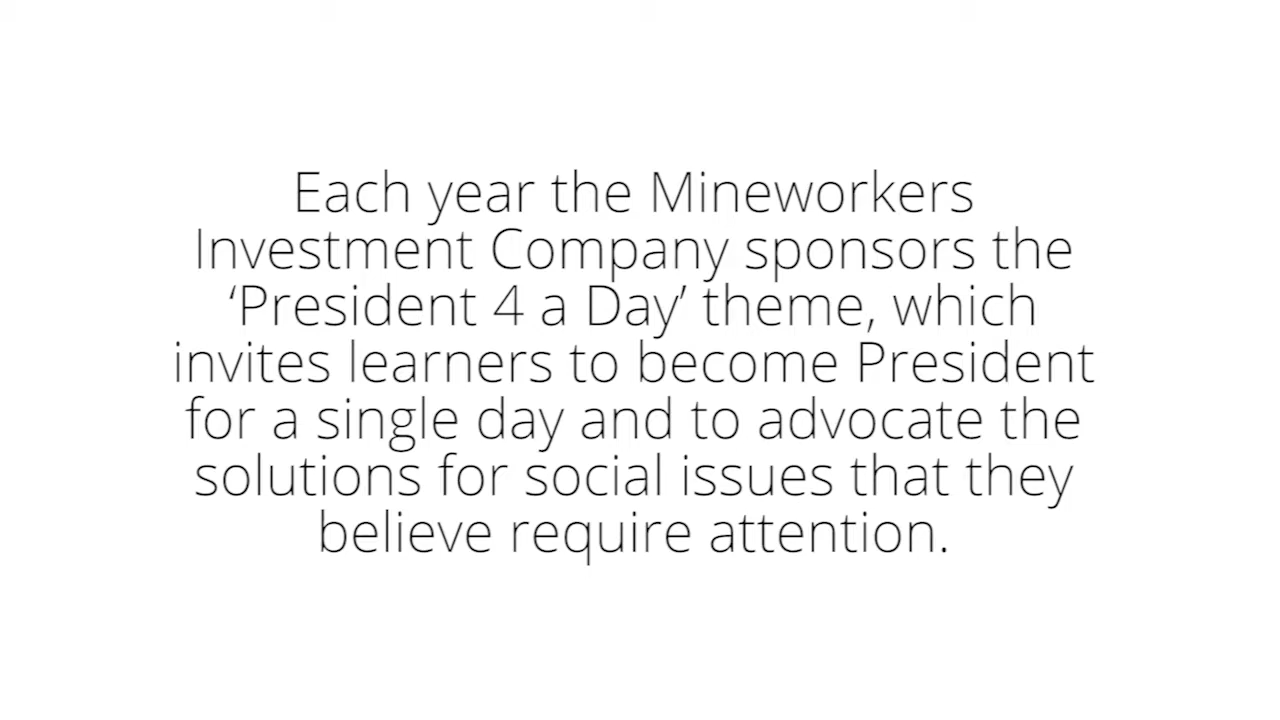 Each year the Mineworkers
Investment Company sponsors the
‘President 4 a Day’ theme, which
invites learners to become President
for a single day and to advocate the
solutions for social issues that they
believe require attention.